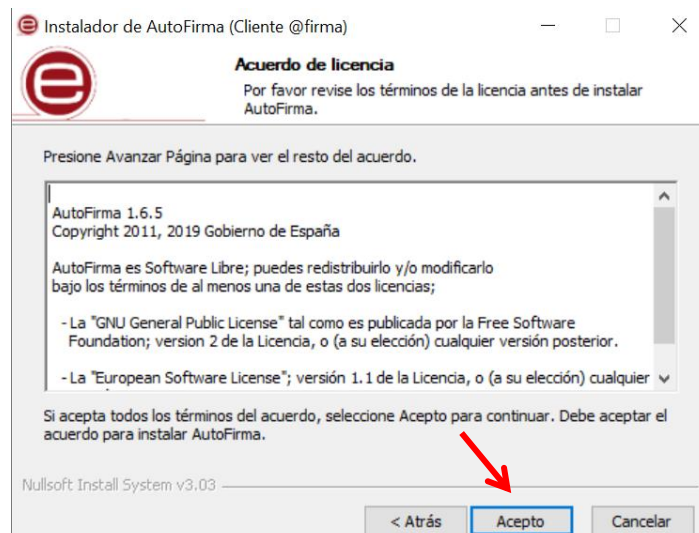 Instalador de AutoFirma (Cliente @firma)
Acuerdo de licencia
Por favor revise los términos de la licencia antes de instalar
AutoFirma.
Presione Avanzar Página para ver el resto del acuerdo.
AutoFirma 1.6.5
Copyright 2011, 2019 Gobierno de España
AutoFirma es Software Libre; puedes redistribuirlo y/o modificarlo
bajo los términos de al menos una de estas dos licencias;
- La "GNU General Public License" tal como es publicada por la Free Software
Foundation; version 2 de la Licencia, o (a su elección) cualquier versión posterior.
- La "European Software License"; versión 1.1 de la Licencia, o (a su elección) cualquier
Si acepta todos los términos del acuerdo, seleccione Acepto para continuar. Debe aceptar el
acuerdo para instalar AutoFirma.
Nullsoft Install System v3.03
< Atrás Acepto Cancelar